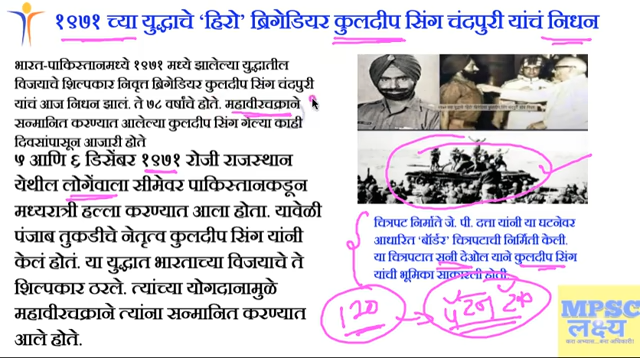 १९७१ च्या युद्धाचे ‘हिरो’ ब्रिगेडियर कुलदीप सिंग चंदपुरी यांचं निधन
भारत-पाकिस्तानमध्ये १९७१ मध्ये झालेल्या युद्धातील
विजयाचे शिल्पकार निवृत्त ब्रिगेडियर कुलदीप सिंग चंदपुरी
यांचं आज निधन झालं. ते ७८ वर्षांचे होते. महावीरचक्राने
सन्मानित करण्यात आलेल्या कुलदीप सिंग गेल्या काही
दिवसांपासून आजारी होते
५ आणि ६ डिसेंबर १९७१ रोजी राजस्थान
येथील लोंगेवाला सीमेवर पाकिस्तानकडून
मध्यरात्री हल्ला करण्यात आला होता. यावेळी
पंजाब तुकडीचे नेतृत्व कुलदीप सिंग यांनी
केलं होतं. या युद्धात भारताच्या विजयाचे ते
शिल्पकार ठरले. त्यांच्या योगदानामुळे
महावीरचक्राने त्यांना सन्मानित करण्यात
आले होते.
चित्रपट निर्माते जे. पी. दत्ता यांनी या घटनेवर
आधारित ‘बॉर्डर’ चित्रपटाची निर्मिती केली.
या चित्रपटात सनी देओल याने कुलदीप सिंग
यांची भूमिका साकारली होती.
120
पॅटन टँक
MPSC
लक्ष्य